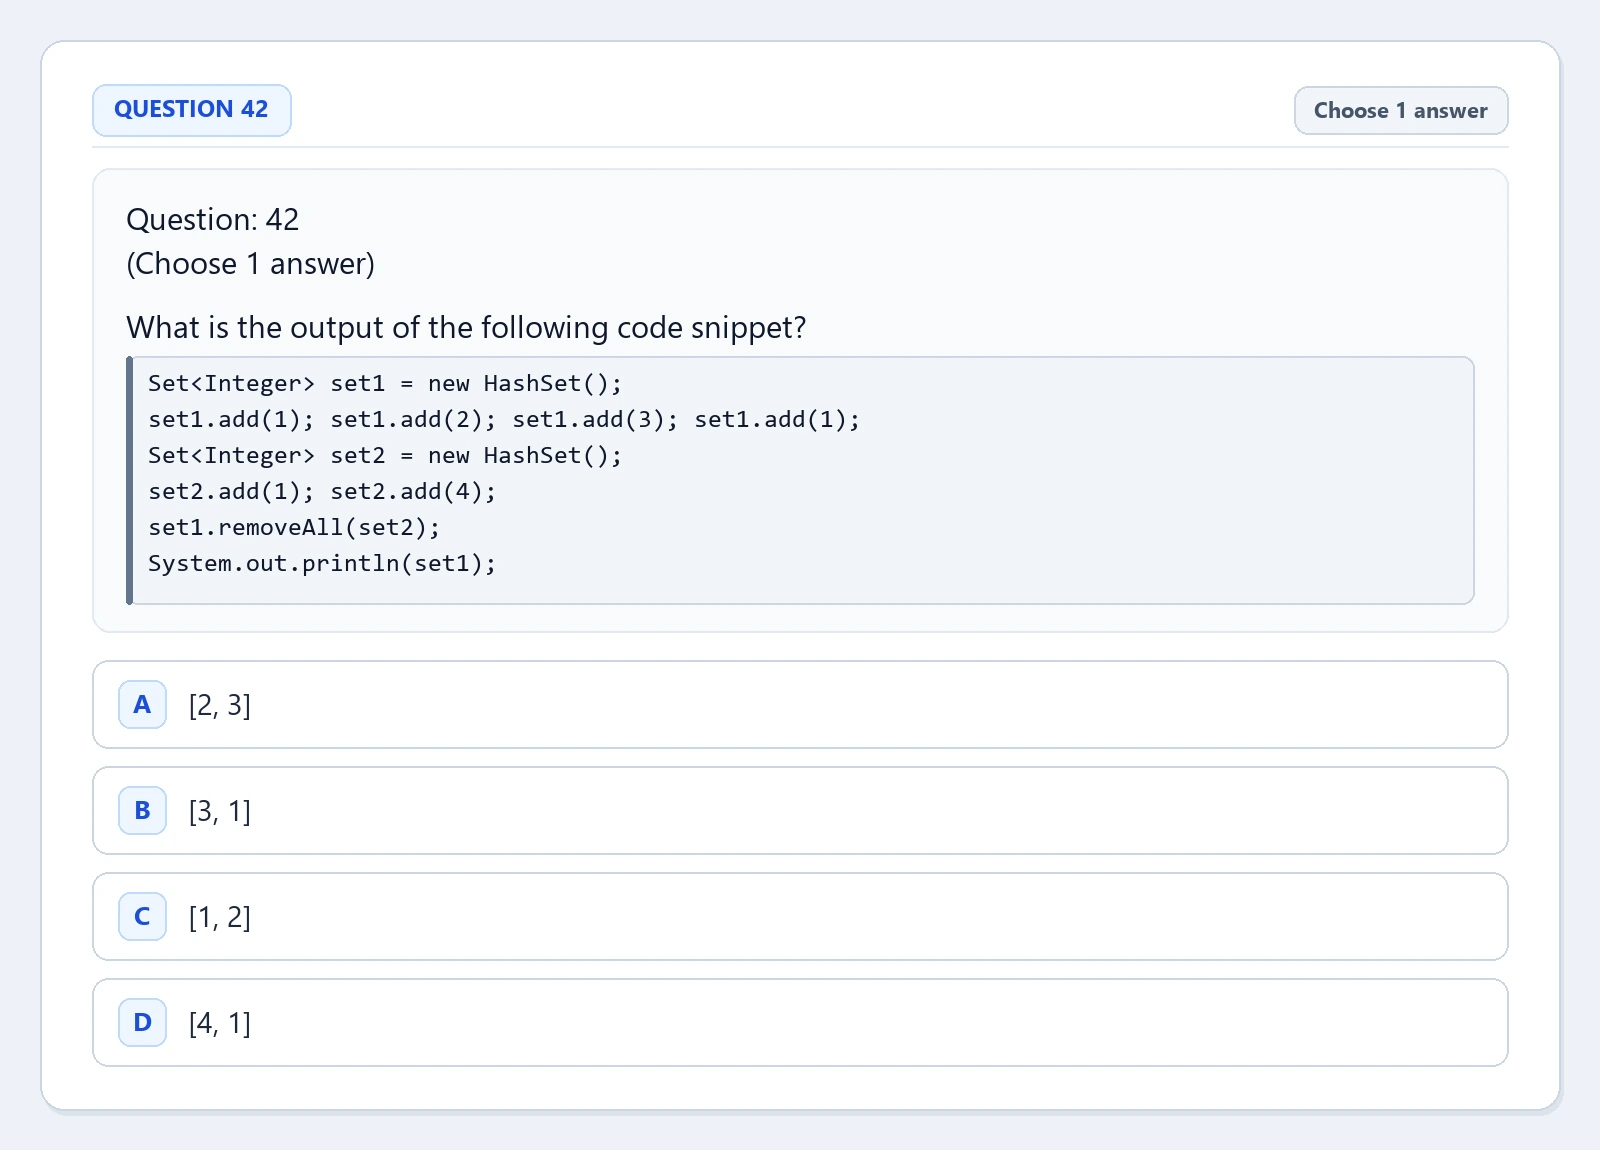 QUESTION 42
Choose 1 answer
Question: 42
(Choose 1 answer)
What is the output of the following code snippet?
Set<Integer> set1 = new HashSet();
set1.add(1); set1.add(2); set1.add(3); set1.add(1);
Set<Integer> set2 = new HashSet();
set2.add(1); set2.add(4);
set1.removeAll(set2);
System.out.println(set1);
A [2, 3]
B [3, 1]
C [1, 2]
D [4, 1]